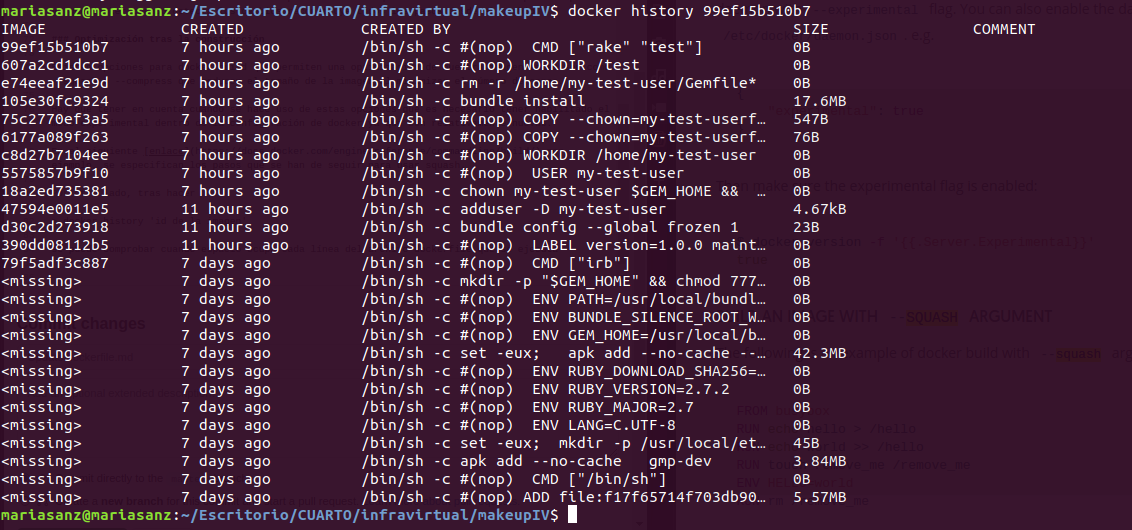 mariasanz@mariasanz:~/Escritorio/CUARTO/infravirtual/makeupIV$ docker history 99ef15b510b7
IMAGE CREATED CREATED BY SIZE COMMENT
99ef15b510b7 7 hours ago /bin/sh -c #(nop) CMD ["rake" "test"] 0B
607a2cd1dcc1 7 hours ago /bin/sh -c #(nop) WORKDIR /test 0B
e74eeaf21e9d 7 hours ago /bin/sh -c rm -r /home/my-test-user/Gemfile* 0B
105e30fc9324 7 hours ago /bin/sh -c bundle install 17.6MB
75c2770ef3a5 7 hours ago /bin/sh -c #(nop) COPY --chown=my-test-userf… 547B
6177a089f263 7 hours ago /bin/sh -c #(nop) COPY --chown=my-test-userf… 76B
c8d27b7104ee 7 hours ago /bin/sh -c #(nop) WORKDIR /home/my-test-user 0B
5575857b9f10 7 hours ago /bin/sh -c #(nop) USER my-test-user 0B
18a2ed735381 7 hours ago /bin/sh -c chown my-test-user $GEM_HOME && … 0B
47594e0011e5 11 hours ago /bin/sh -c adduser -D my-test-user 4.67kB
d30c2d273918 11 hours ago /bin/sh -c bundle config --global frozen 1 23B
390dd08112b5 11 hours ago /bin/sh -c #(nop) LABEL version=1.0.0 maint… 0B
79f5adf3c887 7 days ago /bin/sh -c #(nop) CMD ["irb"] 0B
<missing> 7 days ago /bin/sh -c mkdir -p "$GEM_HOME" && chmod 777… 0B
<missing> 7 days ago /bin/sh -c #(nop) ENV PATH=/usr/local/bundl… 0B
<missing> 7 days ago /bin/sh -c #(nop) ENV BUNDLE_SILENCE_ROOT_W… 0B
<missing> 7 days ago /bin/sh -c #(nop) ENV GEM_HOME=/usr/local/b… 0B
<missing> 7 days ago /bin/sh -c set -eux; apk add --no-cache --… 42.3MB
<missing> 7 days ago /bin/sh -c #(nop) ENV RUBY_DOWNLOAD_SHA256=… 0B
<missing> 7 days ago /bin/sh -c #(nop) ENV RUBY_VERSION=2.7.2 0B
<missing> 7 days ago /bin/sh -c #(nop) ENV RUBY_MAJOR=2.7 0B
<missing> 7 days ago /bin/sh -c #(nop) ENV LANG=C.UTF-8 0B
<missing> 7 days ago /bin/sh -c set -eux; mkdir -p /usr/local/et… 45B
<missing> 7 days ago /bin/sh -c apk add --no-cache gmp-dev 3.84MB
<missing> 7 days ago /bin/sh -c #(nop) CMD ["/bin/sh"] 0B
<missing> 7 days ago /bin/sh -c #(nop) ADD file:f17f65714f703db90… 5.57MB
mariasanz@mariasanz:~/Escritorio/CUARTO/infravirtual/makeupIV$